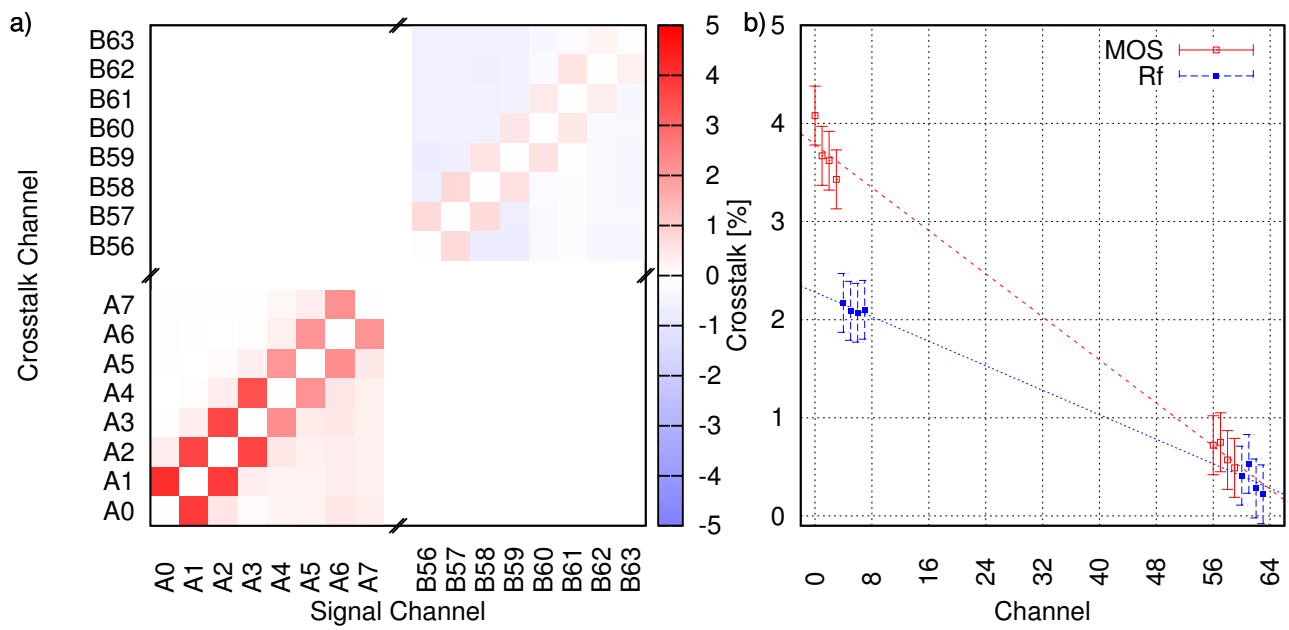 a)
Crosstalk Channel
B63
B62
B61
B60
B59
B58
B57
B56
A7
A6
A5
A4
A3
A2
A1
A0
A0 A1 A2 A3 A4 A5 A6 A7 B56 B57 B58 B59 B60 B61 B62 B63
Signal Channel
5
4
3
2
1
0
-1
-2
-3
-4
-5
b)
Crosstalk [%]
5
4
3
2
1
0
MOS
Rf
0 8 16 24 32 40 48 56 64
Channel